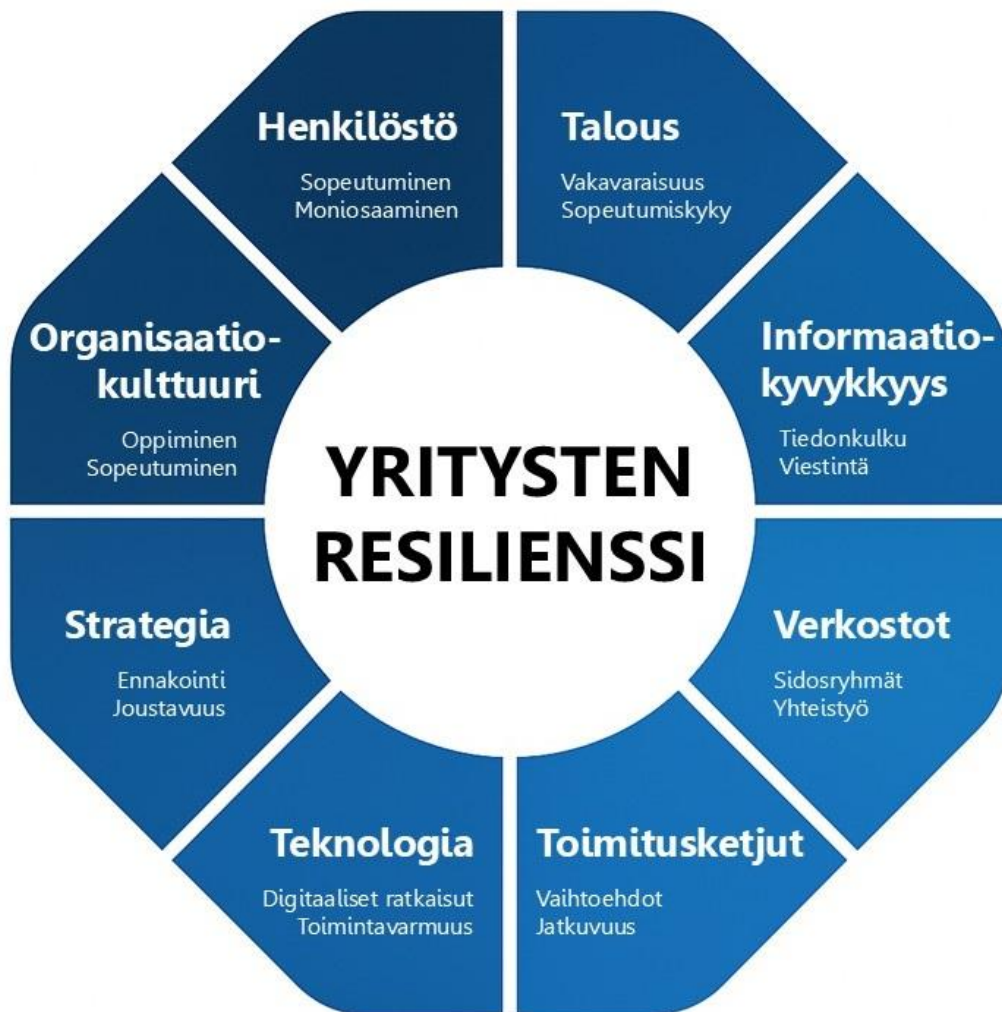 Henkilöstö
Sopeutuminen
Moniosaaminen
Talous
Vakavaraisuus
Sopeutumiskyky
Informaatio-
kyvykkyys
Tiedonkulku
Viestintä
Verkostot
Sidosryhmät
Yhteistyö
Toimitusketjut
Vaihtoehdot
Jatkuvuus
Teknologia
Digitaaliset ratkaisut
Toimintavarmuus
Strategia
Ennakointi
Joustavuus
Organisaatio-
kulttuuri
Oppiminen
Sopeutuminen
YRITYSTEN
RESILIENSSI